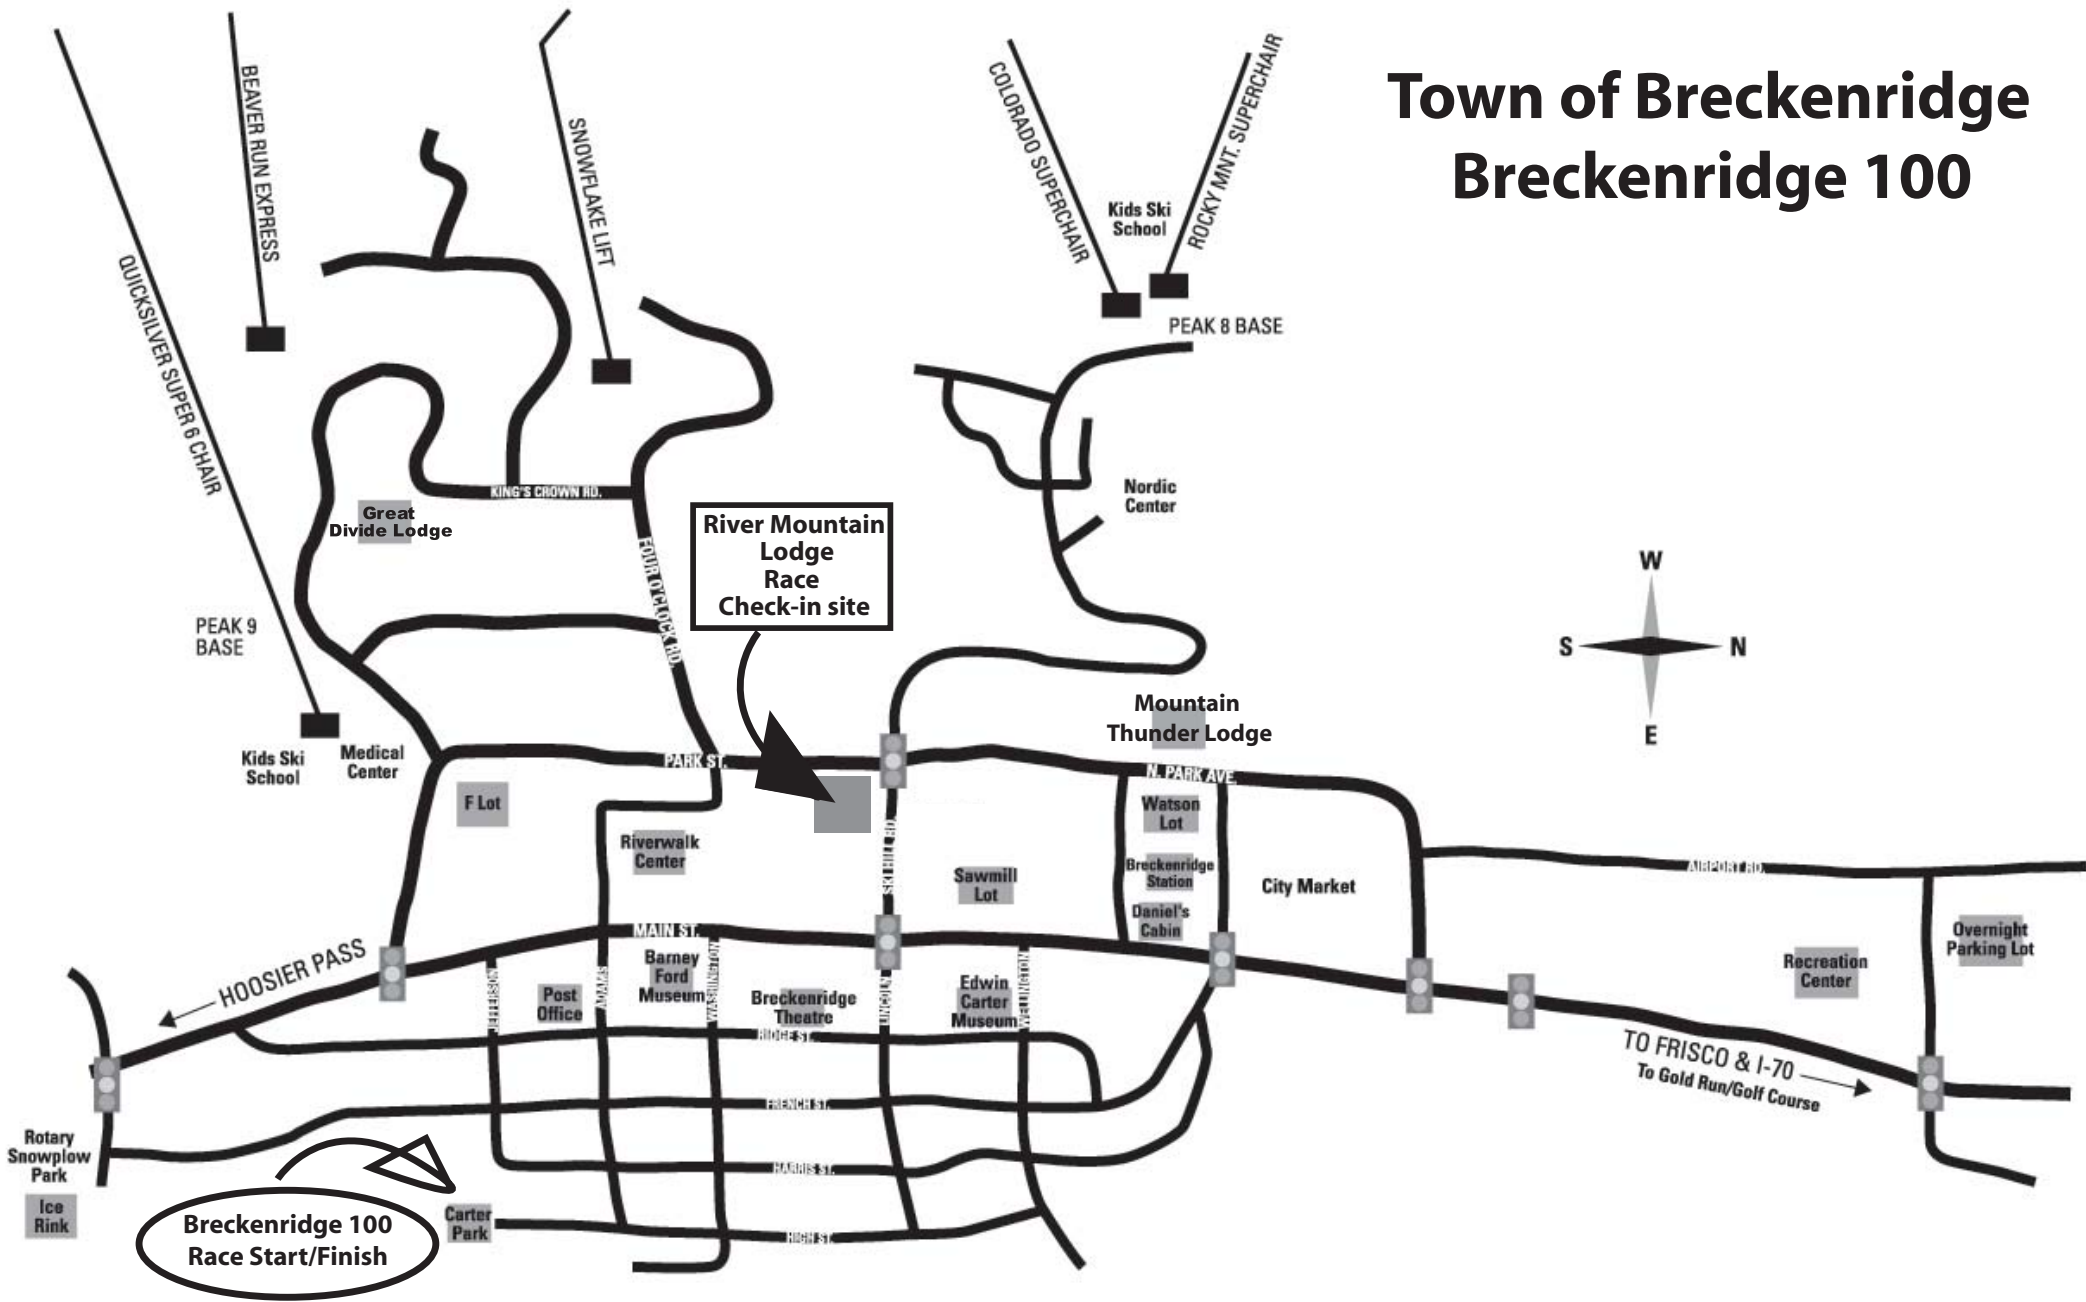 Town of Breckenridge
Breckenridge 100
QUICKSILVER SUPER 6 CHAIR
BEAVER RUN EXPRESS
SNOWFLAKE LIFT
COLORADO SUPERCHAIR
ROCKY MNT. SUPERCHAIR
Kids Ski
School
PEAK 8 BASE
KING'S CROWN RD.
Great
Divide Lodge
FOUR O'CLOCK RD.
River Mountain
Lodge
Race
Check-in site
Nordic
Center
W
S
N
E
PEAK 9
BASE
Kids Ski
School
Medical
Center
Mountain
Thunder Lodge
PARK ST.
N. PARK AVE.
F Lot
Riverwalk
Center
SKI HILL RD.
Sawmill
Lot
Watson
Lot
Breckenridge
Station
Daniel's
Cabin
City Market
AIRPORT RD.
Overnight
Parking Lot
Recreation
Center
HOOSIER PASS
MAIN ST.
Barney
Ford
Museum
JEFFERSON
Post
Office
ADAMS
WASHINGTON
Breckenridge
Theatre
LINCOLN
Edwin
Carter
Museum
WELLINGTON
RIDGE ST.
TO FRISCO & I-70
To Gold Run/Golf Course
FRENCH ST.
HARRIS ST.
HIGH ST.
Rotary
Snowplow
Park
Ice
Rink
Breckenridge 100
Race Start/Finish
Carter
Park